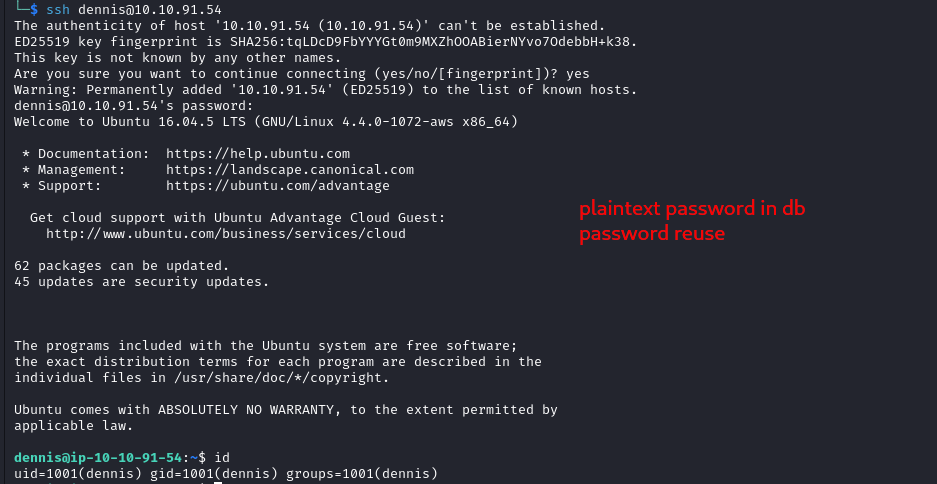 └─$ ssh dennis@10.10.91.54
The authenticity of host '10.10.91.54 (10.10.91.54)' can't be established.
ED25519 key fingerprint is SHA256:tqLDcD9FbYYYGt0m9MXZhOOABierNYvo7OdebbH+k38.
This key is not known by any other names.
Are you sure you want to continue connecting (yes/no/[fingerprint])? yes
Warning: Permanently added '10.10.91.54' (ED25519) to the list of known hosts.
dennis@10.10.91.54's password:
Welcome to Ubuntu 16.04.5 LTS (GNU/Linux 4.4.0-1072-aws x86_64)
* Documentation: https://help.ubuntu.com
* Management: https://landscape.canonical.com
* Support: https://ubuntu.com/advantage
plaintext password in db
password reuse
Get cloud support with Ubuntu Advantage Cloud Guest:
http://www.ubuntu.com/business/services/cloud
62 packages can be updated.
45 updates are security updates.
The programs included with the Ubuntu system are free software;
the exact distribution terms for each program are described in the
individual files in /usr/share/doc/*/copyright.
Ubuntu comes with ABSOLUTELY NO WARRANTY, to the extent permitted by
applicable law.
dennis@ip-10-10-91-54:~$ id
uid=1001(dennis) gid=1001(dennis) groups=1001(dennis)